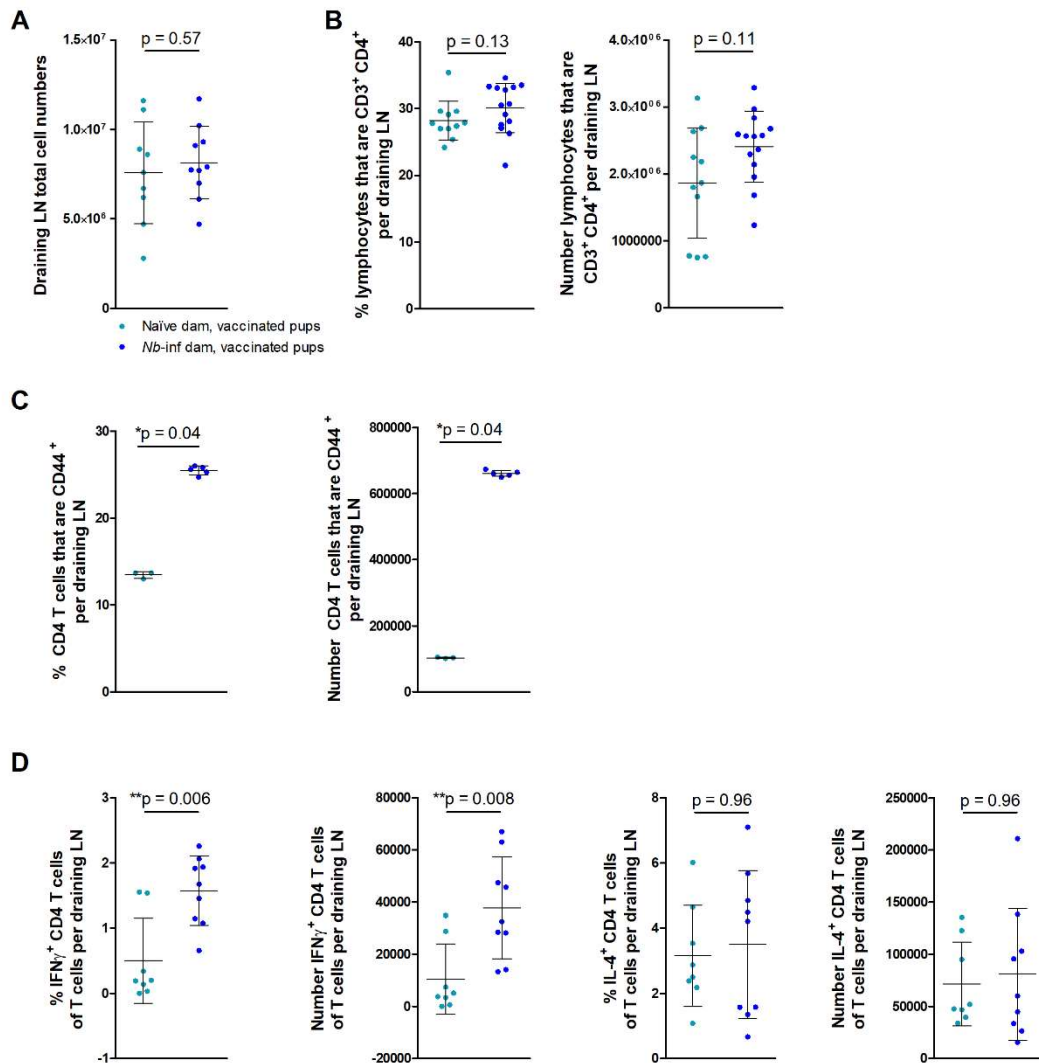 A
Draining LN total cell numbers
1.5×10⁷
1.0×10⁷
5.0×10⁶
0
p = 0.57
Naïve dam, vaccinated pups
Nb-inf dam, vaccinated pups
B
% lymphocytes that are CD3⁺ CD4⁺
per draining LN
40
30
20
10
0
p = 0.13
Number lymphocytes that are
CD3⁺ CD4⁺ per draining LN
4.0×10⁰⁶
3.0×10⁰⁶
2.0×10⁰⁶
1000000
0
p = 0.11
C
% CD4 T cells that are CD44⁺
per draining LN
30
20
10
0
*p = 0.04
Number CD4 T cells that are CD44⁺
per draining LN
800000
600000
400000
200000
0
*p = 0.04
D
% IFNγ⁺ CD4 T cells
of T cells per draining LN
3
2
1
0
-1
**p = 0.006
Number IFNγ⁺ CD4 T cells
of T cells per draining LN
80000
60000
40000
20000
0
-20000
**p = 0.008
% IL-4⁺ CD4 T cells
of T cells per draining LN
8
6
4
2
0
p = 0.96
Number IL-4⁺ CD4 T cells
of T cells per draining LN
250000
200000
150000
100000
50000
0
p = 0.96